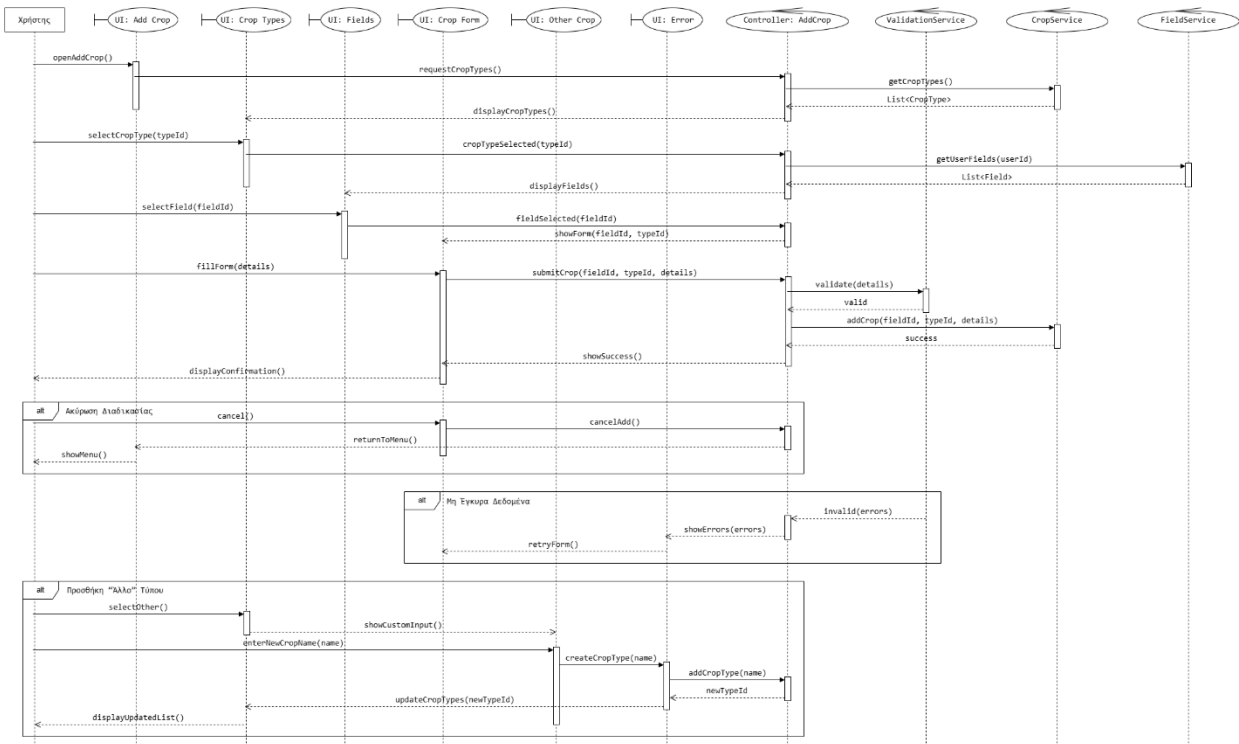 Χρήστης
UI: Add Crop
UI: Crop Types
UI: Fields
UI: Crop Form
UI: Other Crop
UI: Error
Controller: AddCrop
ValidationService
CropService
FieldService
openAddCrop()
requestCropTypes()
getCropTypes()
List<CropType>
displayCropTypes()
selectCropType(typeId)
cropTypeSelected(typeId)
getUserFields(userId)
List<Field>
displayFields()
selectField(fieldId)
fieldSelected(fieldId)
showForm(fieldId, typeId)
fillForm(details)
submitCrop(fieldId, typeId, details)
validate(details)
valid
addCrop(fieldId, typeId, details)
success
showSuccess()
displayConfirmation()
alt Ακύρωση Διαδικασίας
cancel()
cancelAdd()
returnToMenu()
showMenu()
alt Μη Έγκυρα Δεδομένα
invalid(errors)
showErrors(errors)
retryForm()
alt Προσθήκη "Άλλο" Τύπου
selectOther()
showCustomInput()
enterNewCropName(name)
createCropType(name)
addCropType(name)
newTypeId
updateCropTypes(newTypeId)
displayUpdatedList()